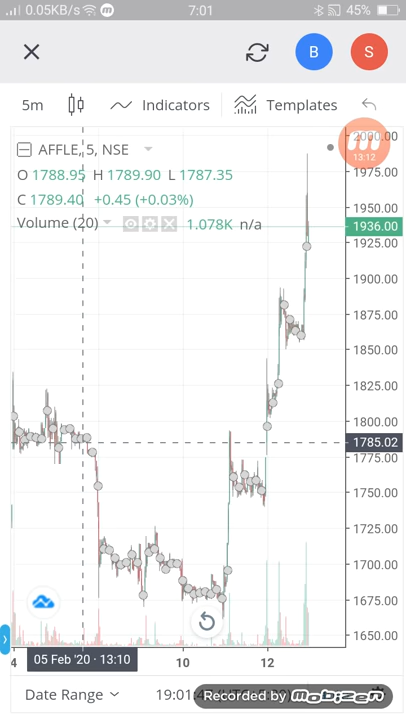 0.05KB/s 7:01 45%
B S
5m Indicators Templates
2000.00
AFFLE, 5, NSE
13:12
O 1788.95 H 1789.90 L 1787.35
1975.00
C 1789.40 +0.45 (+0.03%)
1950.00
Volume (20) 1.078K n/a
1936.00
1925.00
1900.00
1875.00
1850.00
1825.00
1800.00
1785.02
1775.00
1750.00
1725.00
1700.00
1675.00
1650.00
4 05 Feb '20 · 13:10 10 12
Date Range 19:01:4
Recorded by mobizen